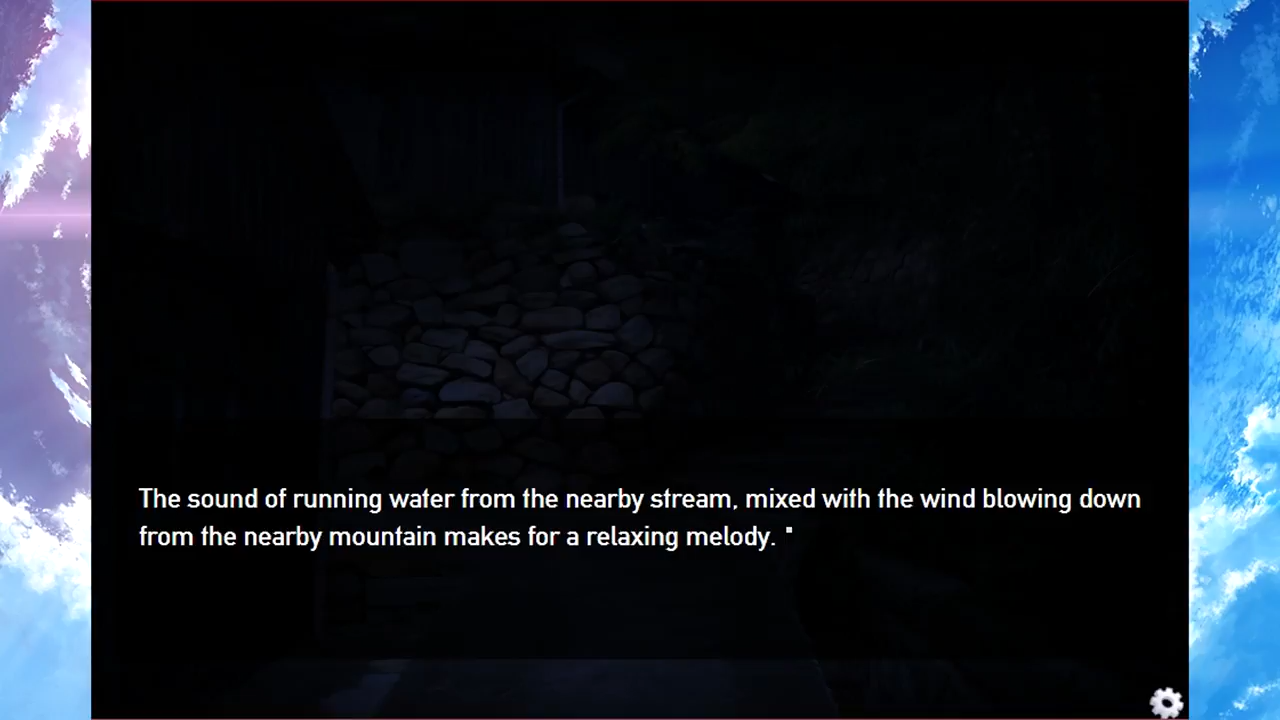 The sound of running water from the nearby stream, mixed with the wind blowing down
from the nearby mountain makes for a relaxing melody.